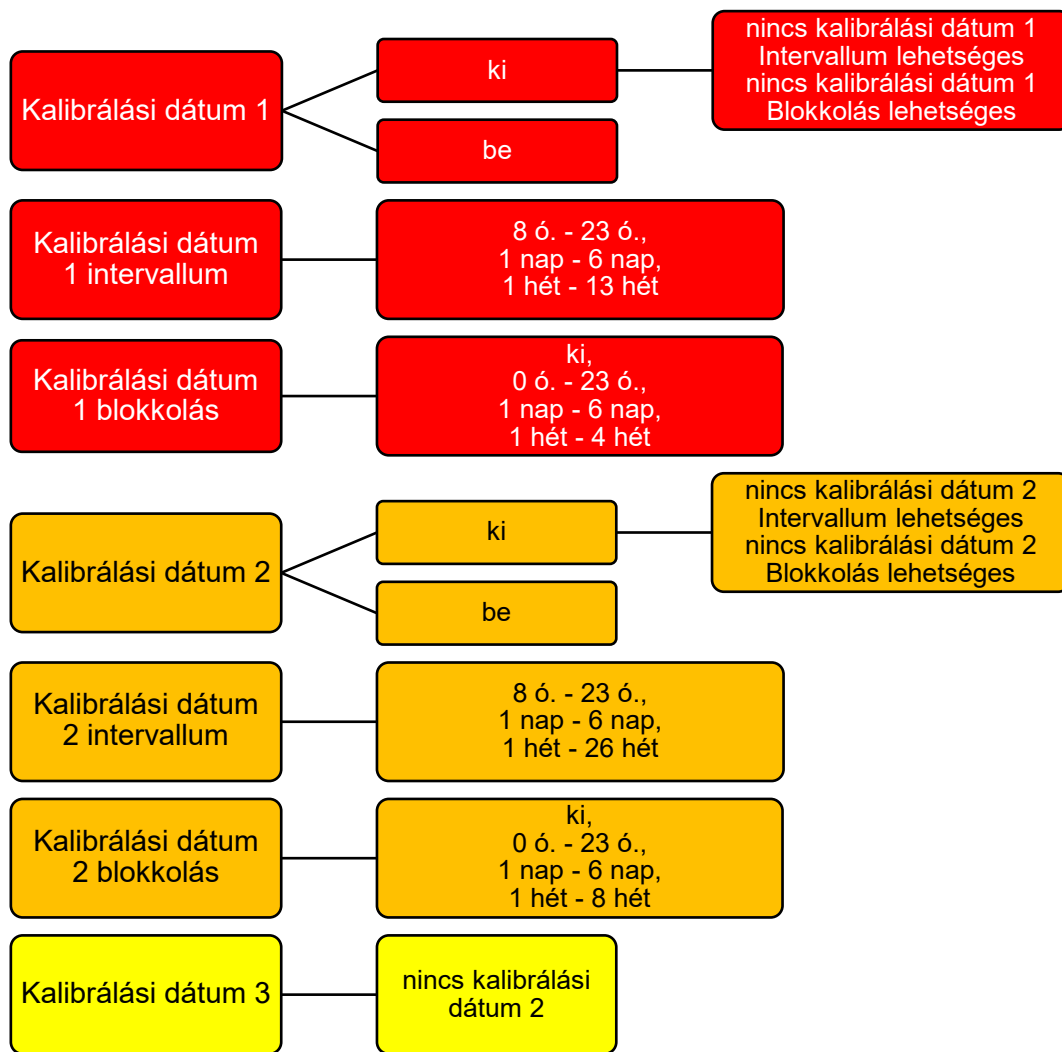 Kalibrálási dátum 1
ki
nincs kalibrálási dátum 1
Intervallum lehetséges
nincs kalibrálási dátum 1
Blokkolás lehetséges
be
Kalibrálási dátum
1 intervallum
8 ó. - 23 ó.,
1 nap - 6 nap,
1 hét - 13 hét
Kalibrálási dátum
1 blokkolás
ki,
0 ó. - 23 ó.,
1 nap - 6 nap,
1 hét - 4 hét
Kalibrálási dátum 2
ki
nincs kalibrálási dátum 2
Intervallum lehetséges
nincs kalibrálási dátum 2
Blokkolás lehetséges
be
Kalibrálási dátum
2 intervallum
8 ó. - 23 ó.,
1 nap - 6 nap,
1 hét - 26 hét
Kalibrálási dátum
2 blokkolás
ki,
0 ó. - 23 ó.,
1 nap - 6 nap,
1 hét - 8 hét
Kalibrálási dátum 3
nincs kalibrálási
dátum 2